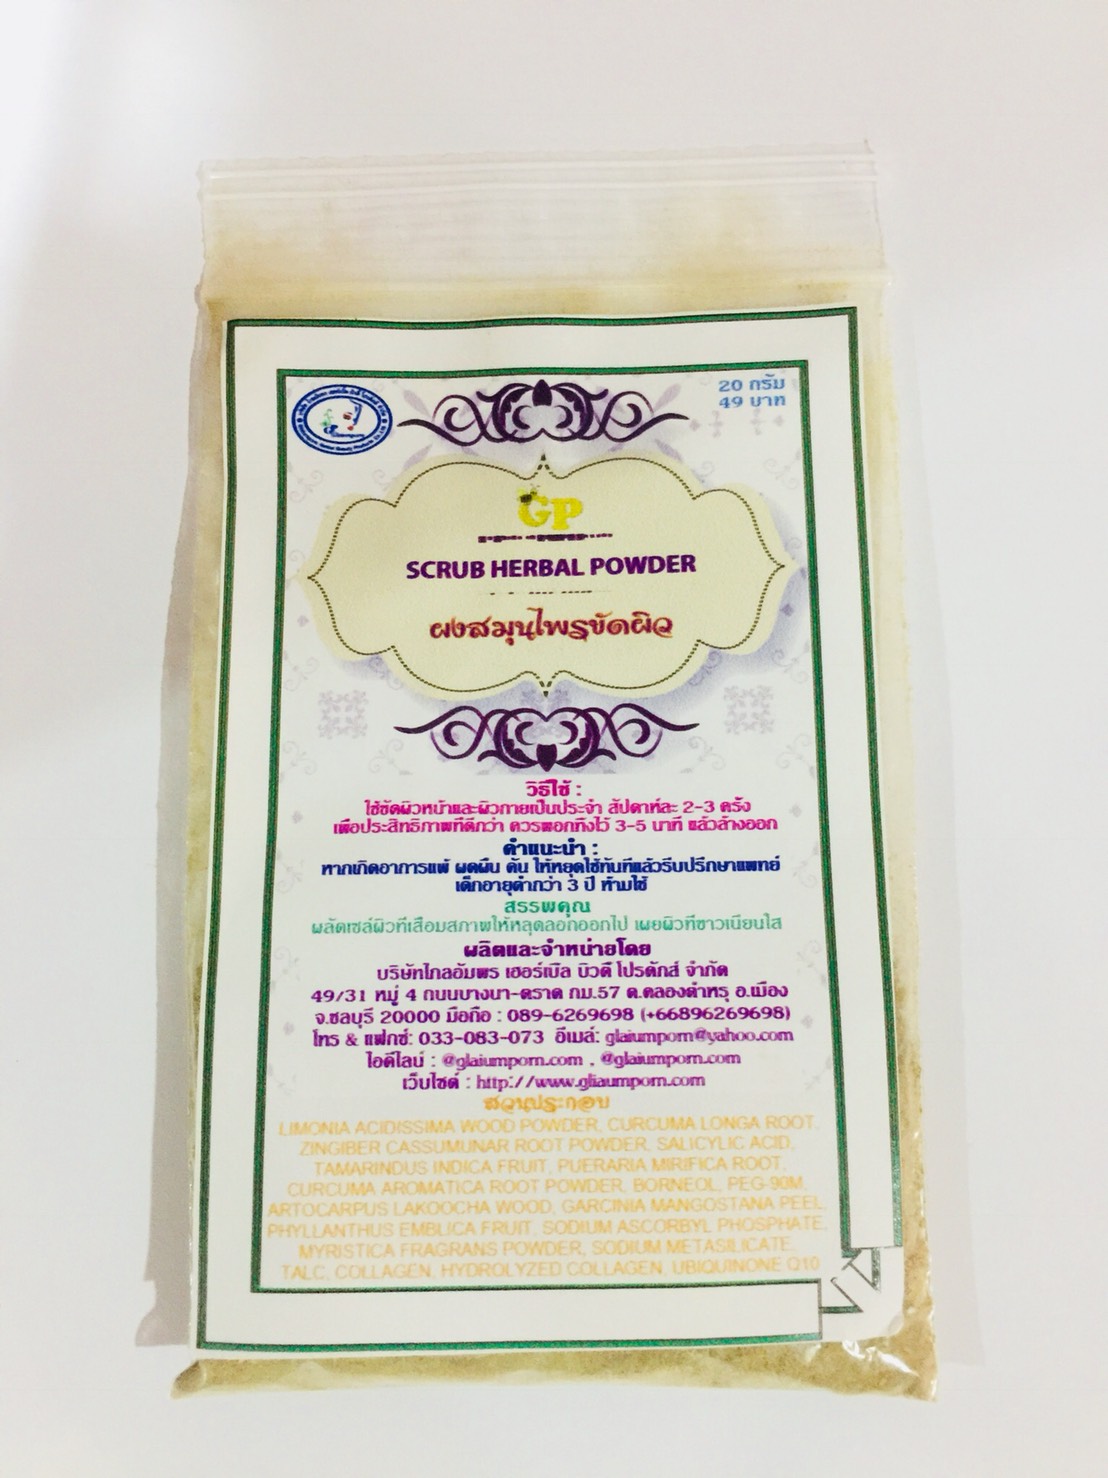 20 กรัม
49 บาท
GP
SCRUB HERBAL POWDER
ผงสมุนไพรขัดผิว
วิธีใช้ :
ใช้ขัดผิวหน้าและผิวกายเป็นประจำ สัปดาห์ละ 2-3 ครั้ง
เพื่อประสิทธิภาพที่ดีกว่า ควรพอกทิ้งไว้ 3-5 นาที แล้วล้างออก
คำแนะนำ :
หากเกิดอาการแพ้ ผดผื่น คัน ให้หยุดใช้ทันทีแล้วรีบปรึกษาแพทย์
เด็กอายุต่ำกว่า 3 ปี ห้ามใช้
สรรพคุณ
ผลัดเซล์ผิวที่เสื่อมสภาพให้หลุดลอกออกไป เผยผิวที่ขาวเนียนใส
ผลิตและจำหน่ายโดย
บริษัทไกลอัมพร เฮอร์เบิล บิวตี้ โปรดักส์ จำกัด
49/31 หมู่ 4 ถนนบางนา-ตราด กม.57 ต.คลองตำหรุ อ.เมือง
จ.ชลบุรี 20000 มือถือ : 089-6269698 (+66896269698)
โทร & แฟกซ์: 033-083-073 อีเมล์: glaiumporn@yahoo.com
ไอดีไลน์ : @glaiumporn.com , @glaiumporn.com
เว็บไซต์ : http://www.gliaumporn.com
ส่วนประกอบ
LIMONIA ACIDISSIMA WOOD POWDER, CURCUMA LONGA ROOT,
ZINGIBER CASSUMUNAR ROOT POWDER, SALICYLIC ACID,
TAMARINDUS INDICA FRUIT, PUERARIA MIRIFICA ROOT,
CURCUMA AROMATICA ROOT POWDER, BORNEOL, PEG-90M,
ARTOCARPUS LAKOOCHA WOOD, GARCINIA MANGOSTANA PEEL,
PHYLLANTHUS EMBLICA FRUIT, SODIUM ASCORBYL PHOSPHATE,
MYRISTICA FRAGRANS POWDER, SODIUM METASILICATE,
TALC, COLLAGEN, HYDROLYZED COLLAGEN, UBIQUINONE Q10